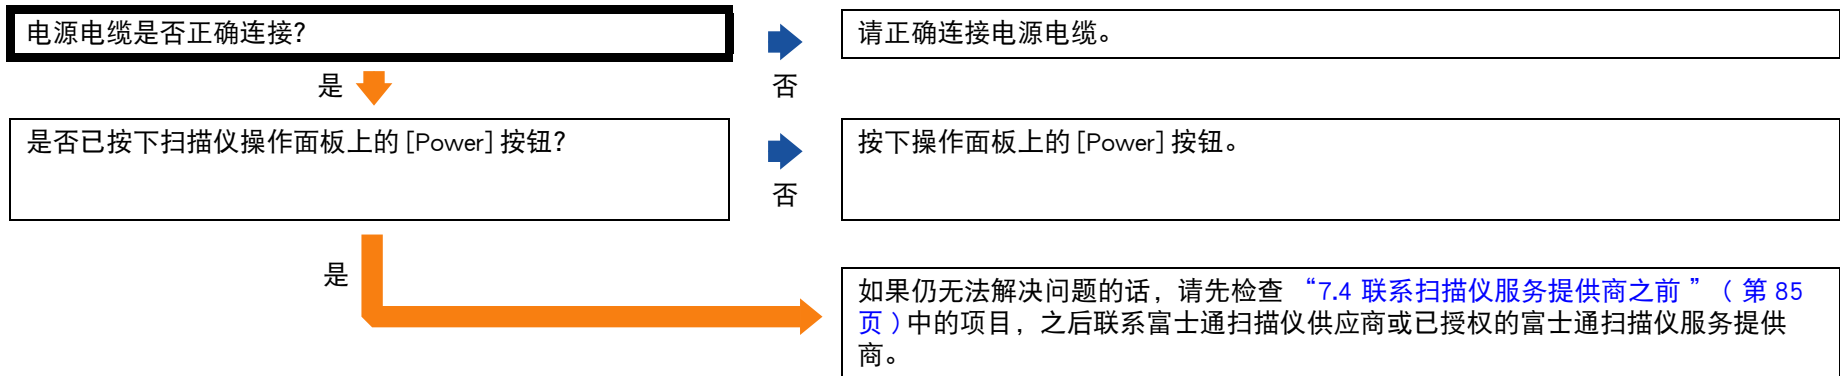 电源电缆是否正确连接?
请正确连接电源电缆。
是
否
是否已按下扫描仪操作面板上的 [Power] 按钮?
按下操作面板上的 [Power] 按钮。
否
是
如果仍无法解决问题的话，请先检查 “7.4 联系扫描仪服务提供商之前 ” ( 第 85
页 ) 中的项目，之后联系富士通扫描仪供应商或已授权的富士通扫描仪服务提供
商。